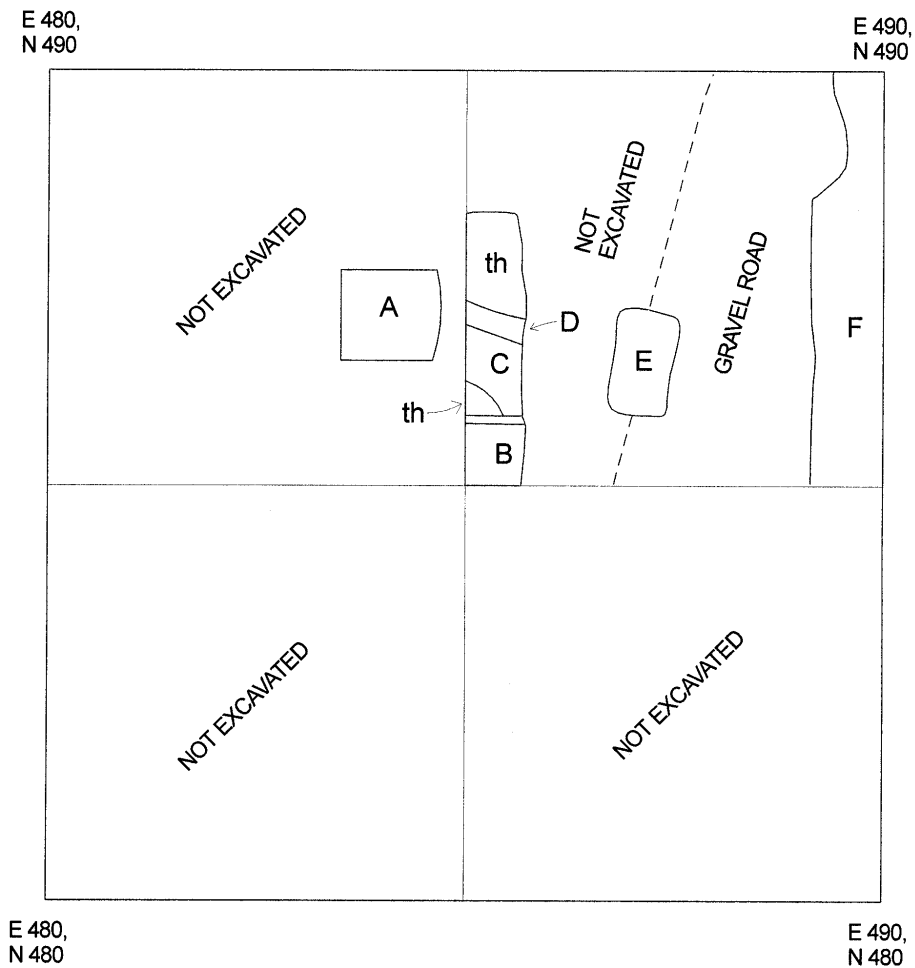 E 480,
N 490
E 490,
N 490
NOT EXCAVATED
A
th
NOT
EXCAVATED
GRAVEL ROAD
D
C
E
F
th
B
NOT EXCAVATED
NOT EXCAVATED
E 480,
N 480
E 490,
N 480